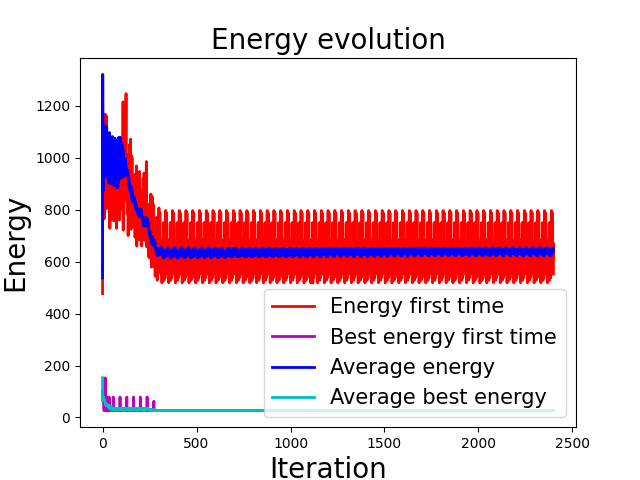 Energy evolution
Energy
1200
1000
800
600
400
200
0
Energy first time
Best energy first time
Average energy
Average best energy
0
500
1000
1500
2000
2500
Iteration